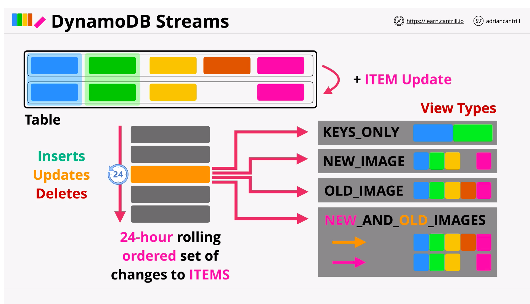 DynamoDB Streams
https://learn.cantrill.io
adriancantrill
+ ITEM Update
View Types
Table
KEYS_ONLY
NEW_IMAGE
OLD_IMAGE
NEW_AND_OLD_IMAGES
Inserts
Updates
Deletes
24
24-hour rolling
ordered set of
changes to ITEMS